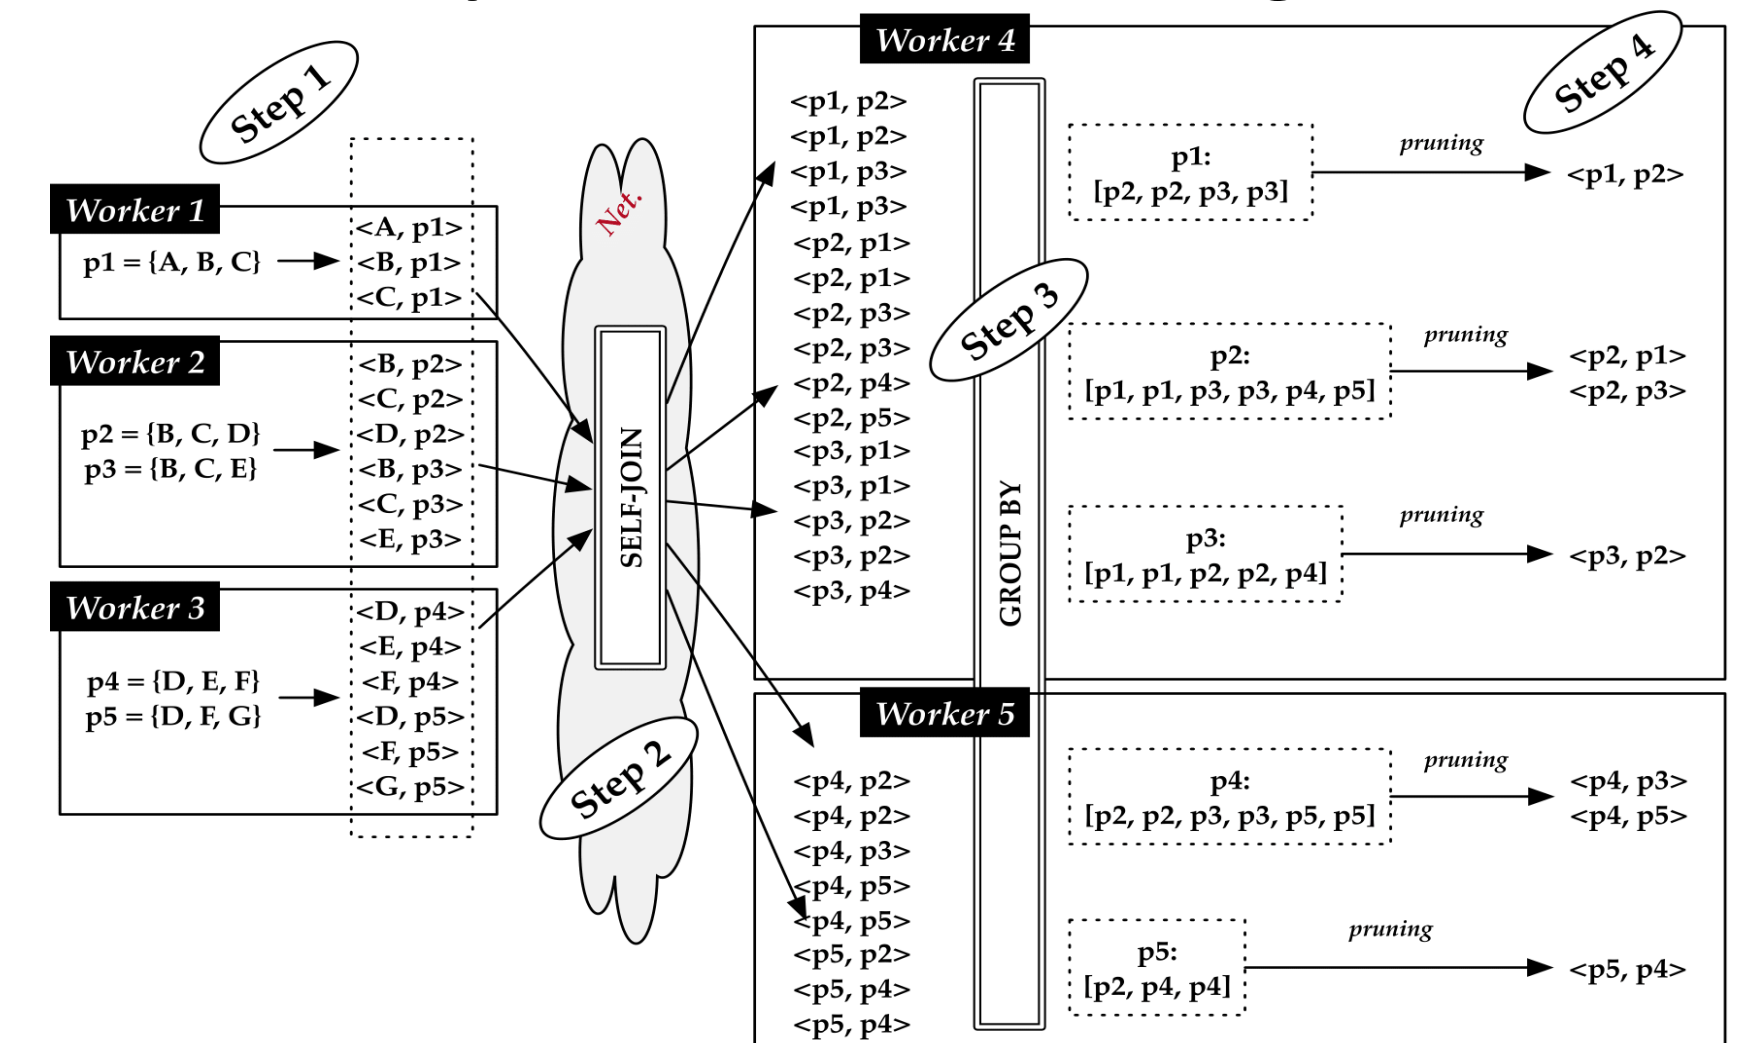 Step 1
Worker 1
p1 = {A, B, C}
<A, p1>
<B, p1>
<C, p1>
Worker 2
p2 = {B, C, D}
p3 = {B, C, E}
<B, p2>
<C, p2>
<D, p2>
<B, p3>
<C, p3>
<E, p3>
Worker 3
p4 = {D, E, F}
p5 = {D, F, G}
<D, p4>
<E, p4>
<F, p4>
<D, p5>
<F, p5>
<G, p5>
Net.
SELF-JOIN
Step 2
Worker 4
<p1, p2>
<p1, p2>
<p1, p3>
<p1, p3>
<p2, p1>
<p2, p1>
<p2, p3>
<p2, p3>
<p2, p4>
<p2, p5>
<p3, p1>
<p3, p1>
<p3, p2>
<p3, p2>
<p3, p4>
GROUP BY
Step 3
Step 4
p1:
[p2, p2, p3, p3]
pruning
<p1, p2>
p2:
[p1, p1, p3, p3, p4, p5]
pruning
<p2, p1>
<p2, p3>
p3:
[p1, p1, p2, p2, p4]
pruning
<p3, p2>
Worker 5
<p4, p2>
<p4, p2>
<p4, p3>
<p4, p5>
<p4, p5>
<p5, p2>
<p5, p4>
<p5, p4>
p4:
[p2, p2, p3, p3, p5, p5]
pruning
<p4, p3>
<p4, p5>
p5:
[p2, p4, p4]
pruning
<p5, p4>